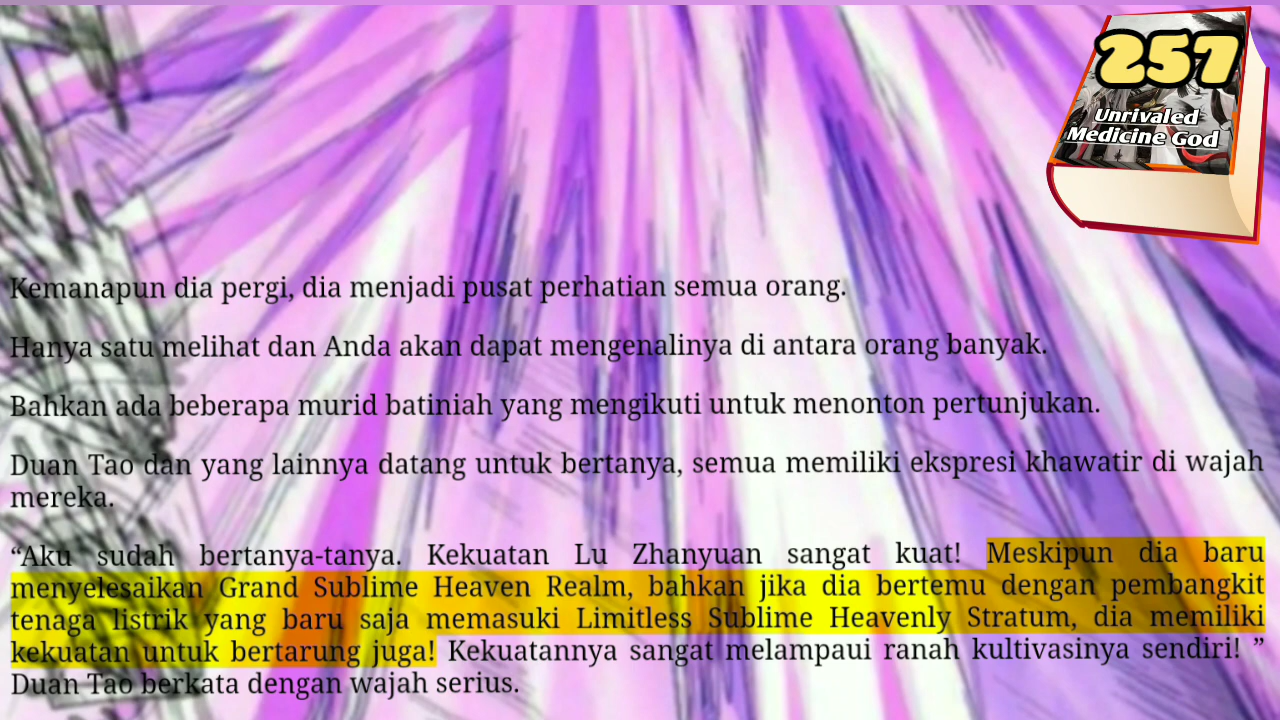 257
Unrivaled
Medicine God
Kemanapun dia pergi, dia menjadi pusat perhatian semua orang.
Hanya satu melihat dan Anda akan dapat mengenalinya di antara orang banyak.
Bahkan ada beberapa murid batiniah yang mengikuti untuk menonton pertunjukan.
Duan Tao dan yang lainnya datang untuk bertanya, semua memiliki ekspresi khawatir di wajah
mereka.
“Aku sudah bertanya-tanya. Kekuatan Lu Zhanyuan sangat kuat! Meskipun dia baru
menyelesaikan Grand Sublime Heaven Realm, bahkan jika dia bertemu dengan pembangkit
tenaga listrik yang baru saja memasuki Limitless Sublime Heavenly Stratum, dia memiliki
kekuatan untuk bertarung juga! Kekuatannya sangat melampaui ranah kultivasinya sendiri! ”
Duan Tao berkata dengan wajah serius.